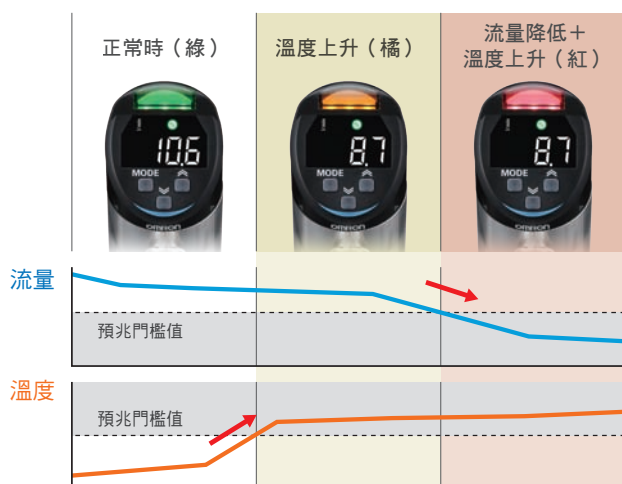 正常時（綠）
溫度上升（橘）
流量降低＋
溫度上升（紅）
10.6
MODE
OMRON
8.7
MODE
OMRON
8.7
MODE
OMRON
流量
預兆門檻值
溫度
預兆門檻值